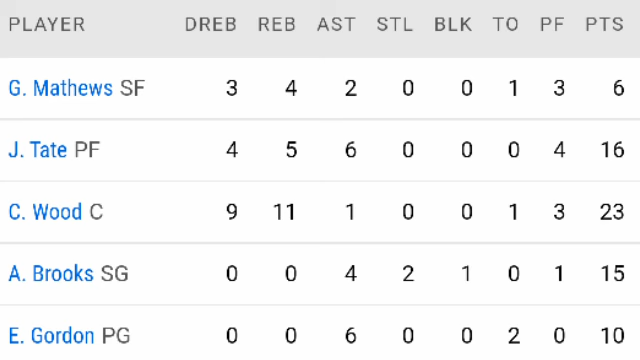 PLAYER DREB REB AST STL BLK TO PF PTS
G. Mathews SF 3 4 2 0 0 1 3 6
J. Tate PF 4 5 6 0 0 0 4 16
C. Wood C 9 11 1 0 0 1 3 23
A. Brooks SG 0 0 4 2 1 0 1 15
E. Gordon PG 0 0 6 0 0 2 0 10